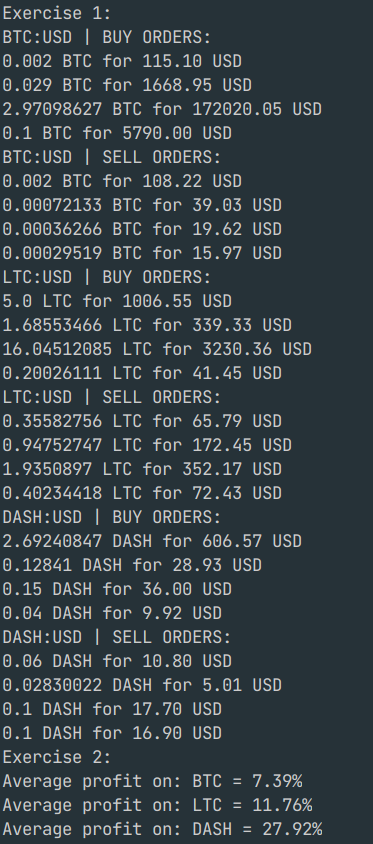 Exercise 1:
BTC:USD | BUY ORDERS:
0.002 BTC for 115.10 USD
0.029 BTC for 1668.95 USD
2.97098627 BTC for 172020.05 USD
0.1 BTC for 5790.00 USD
BTC:USD | SELL ORDERS:
0.002 BTC for 108.22 USD
0.00072133 BTC for 39.03 USD
0.00036266 BTC for 19.62 USD
0.00029519 BTC for 15.97 USD
LTC:USD | BUY ORDERS:
5.0 LTC for 1006.55 USD
1.68553466 LTC for 339.33 USD
16.04512085 LTC for 3230.36 USD
0.20026111 LTC for 41.45 USD
LTC:USD | SELL ORDERS:
0.35582756 LTC for 65.79 USD
0.94752747 LTC for 172.45 USD
1.9350897 LTC for 352.17 USD
0.40234418 LTC for 72.43 USD
DASH:USD | BUY ORDERS:
2.69240847 DASH for 606.57 USD
0.12841 DASH for 28.93 USD
0.15 DASH for 36.00 USD
0.04 DASH for 9.92 USD
DASH:USD | SELL ORDERS:
0.06 DASH for 10.80 USD
0.02830022 DASH for 5.01 USD
0.1 DASH for 17.70 USD
0.1 DASH for 16.90 USD
Exercise 2:
Average profit on: BTC = 7.39%
Average profit on: LTC = 11.76%
Average profit on: DASH = 27.92%